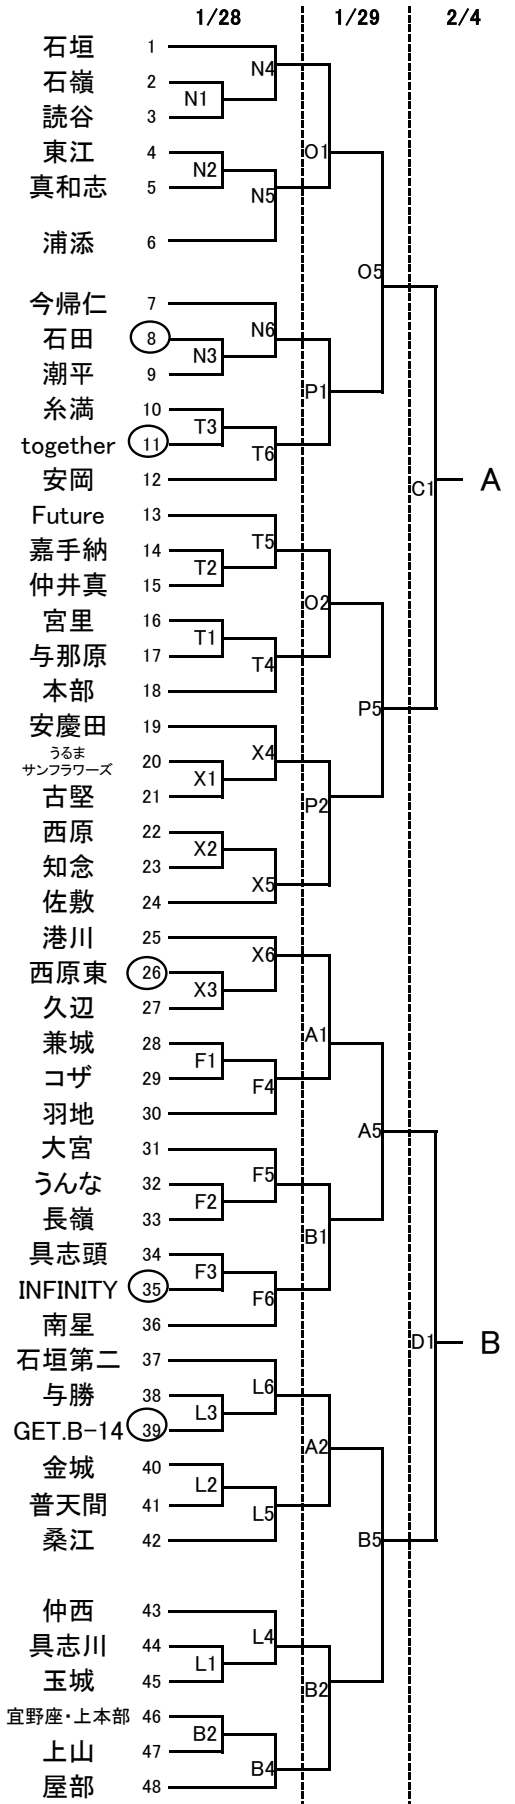 1/28 1/29 2/4
石垣 1
N4
石嶺 2
N1
読谷 3
東江 4
O1
N2
真和志 5
N5
浦添 6
O5
今帰仁 7
N6
石田 8
N3
潮平 9
P1
糸満 10
T3
together 11
T6
安岡 12
C1 A
Future 13
T5
嘉手納 14
T2
仲井真 15
O2
宮里 16
T1
与那原 17
T4
本部 18
P5
安慶田 19
X4
うるま
サンフラワーズ 20
X1
古堅 21
P2
西原 22
X2
知念 23
X5
佐敷 24
港川 25
X6
西原東 26
X3
久辺 27
A1
兼城 28
F1
コザ 29
F4
羽地 30
A5
大宮 31
F5
うんな 32
F2
長嶺 33
B1
具志頭 34
F3
INFINITY 35
F6
南星 36
D1 B
石垣第二 37
L6
与勝 38
L3
GET.B-14 39
A2
金城 40
L2
普天間 41
L5
桑江 42
B5
仲西 43
L4
具志川 44
L1
玉城 45
B2
宜野座・上本部 46
B2
上山 47
B4
屋部 48